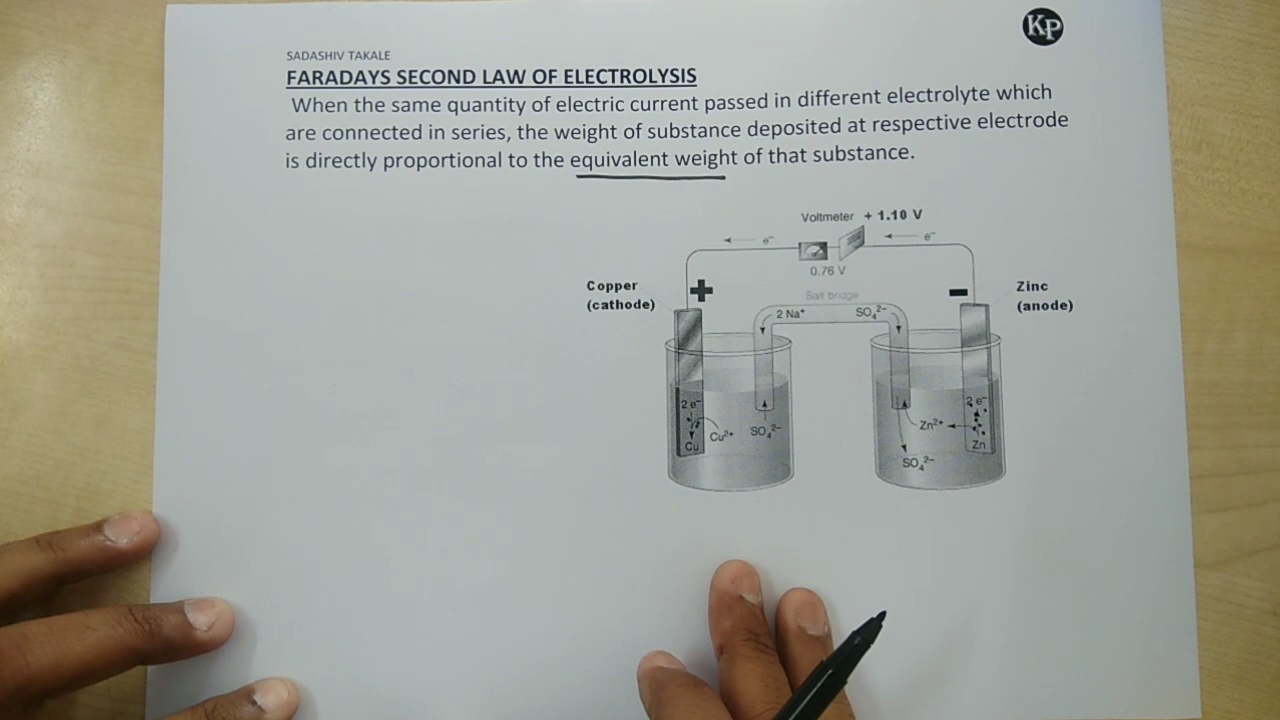 KP
SADASHIV TAKALE
FARADAYS SECOND LAW OF ELECTROLYSIS
When the same quantity of electric current passed in different electrolyte which
are connected in series, the weight of substance deposited at respective electrode
is directly proportional to the equivalent weight of that substance.
Voltmeter + 1.10 V
e⁻ e⁻
0.76 V
Copper
(cathode)
+
−
Zinc
(anode)
Salt bridge
2 Na⁺ SO₄²⁻
2 e⁻
Cu²⁺
Cu
SO₄²⁻
2 e⁻
Zn²⁺
Zn
SO₄²⁻